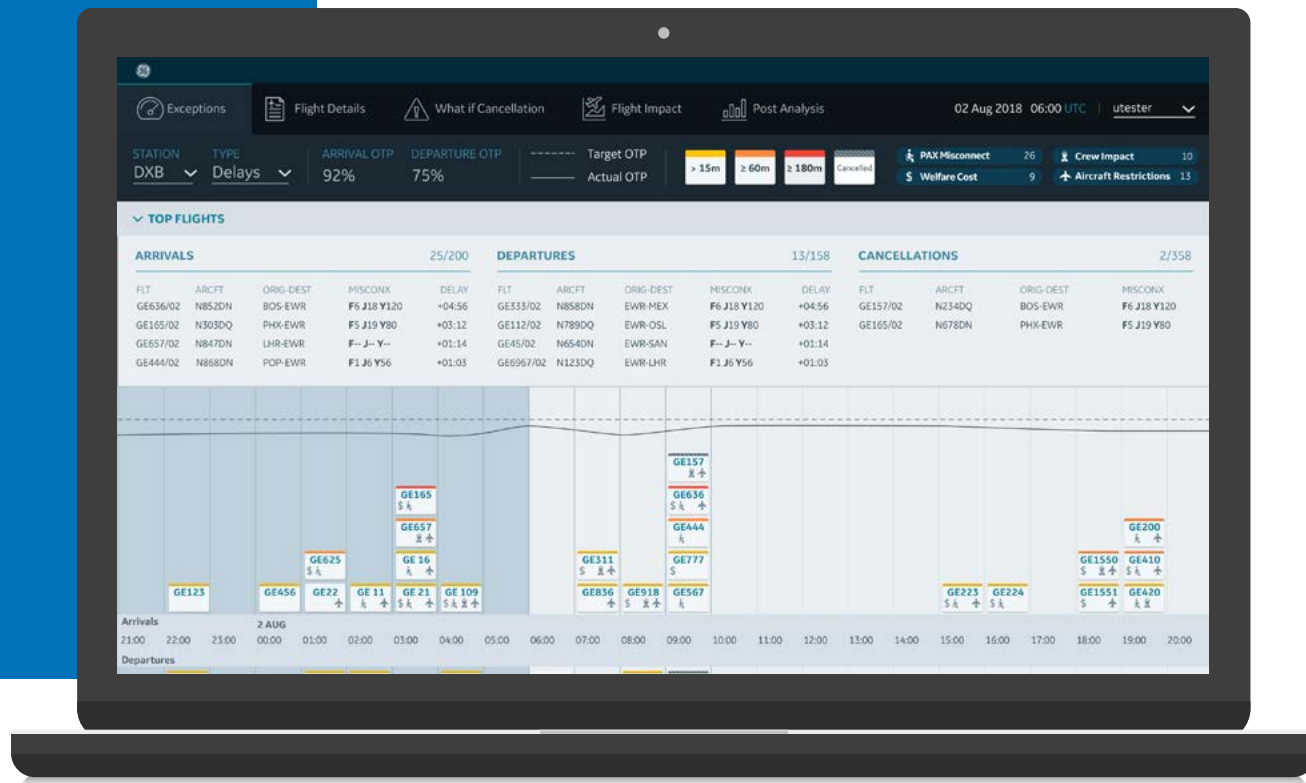 Exceptions Flight Details What if Cancellation Flight Impact Post Analysis 02 Aug 2018 06:00 UTC utester
STATION TYPE ARRIVAL OTP DEPARTURE OTP Target OTP > 15m ≥ 60m ≥ 180m Cancelled PAX Misconnect 26 Crew Impact 10
DXB Delays 92% 75% Actual OTP $ Welfare Cost 9 Aircraft Restrictions 13
TOP FLIGHTS
ARRIVALS 25/200 DEPARTURES 13/158 CANCELLATIONS 2/358
FLT ARCFT ORIG-DEST MISCONX DELAY FLT ARCFT ORIG-DEST MISCONX DELAY FLT ARCFT ORIG-DEST MISCONX
GE636/02 N852DN BOS-EWR F6 J18 Y120 +04:56 GE333/02 N858DN EWR-MEX F6 J18 Y120 +04:56 GE157/02 N234DQ BOS-EWR F6 J18 Y120
GE165/02 N303DQ PHX-EWR F5 J19 Y80 +03:12 GE112/02 N789DQ EWR-OSL F5 J19 Y80 +03:12 GE165/02 N678DN PHX-EWR F5 J19 Y80
GE657/02 N847DN LHR-EWR F-- J-- Y-- +01:14 GE45/02 N654DN EWR-SAN F-- J-- Y-- +01:14
GE444/02 N868DN POP-EWR F1 J6 Y56 +01:03 GE6967/02 N123DQ EWR-LHR F1 J6 Y56 +01:03
GE157
GE165 GE636
$ $
GE657 GE444 GE200
GE625 GE 16 GE311 GE777 GE1550 GE410
$ $ $ $ $
GE123 GE456 GE22 GE 11 GE 21 GE 109 GE836 GE918 GE567 GE223 GE224 GE1551 GE420
$ $ $ $ $ $
Arrivals 2 AUG
21:00 22:00 23:00 00:00 01:00 02:00 03:00 04:00 05:00 06:00 07:00 08:00 09:00 10:00 11:00 12:00 13:00 14:00 15:00 16:00 17:00 18:00 19:00 20:00
Departures